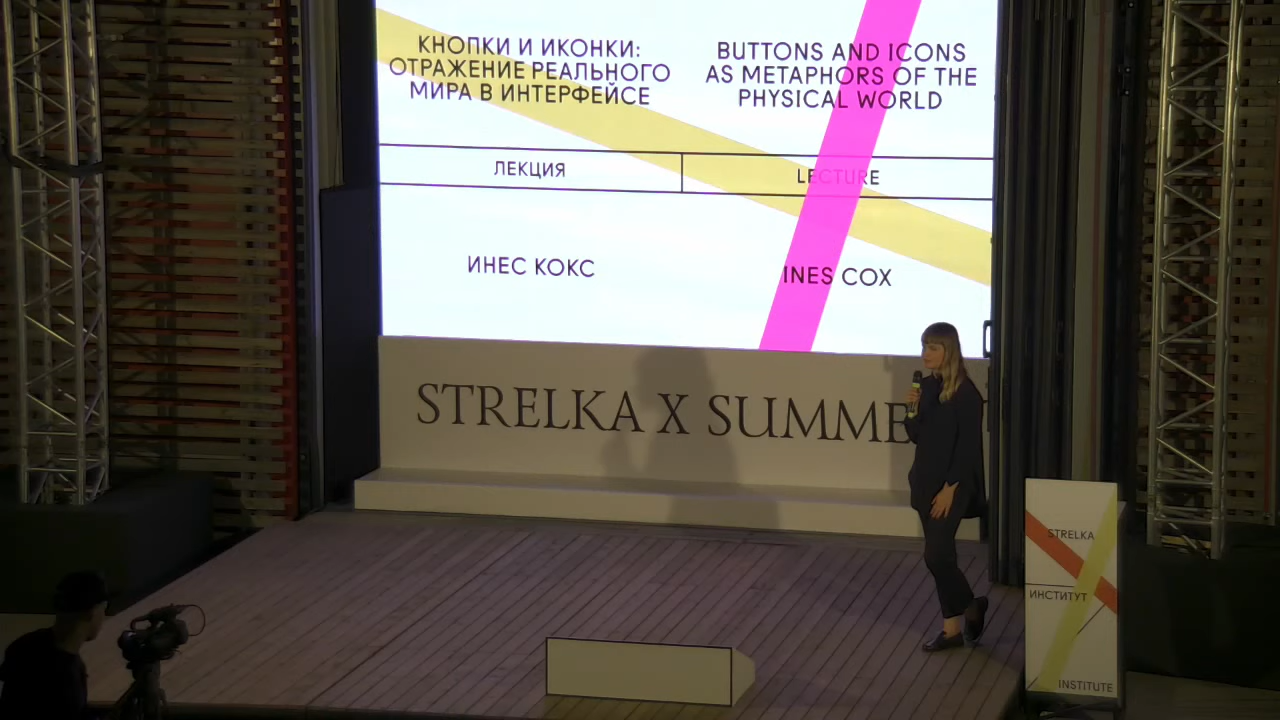 КНОПКИ И ИКОНКИ:
ОТРАЖЕНИЕ РЕАЛЬНОГО
МИРА В ИНТЕРФЕЙСЕ
BUTTONS AND ICONS
AS METAPHORS OF THE
PHYSICAL WORLD
ЛЕКЦИЯ
LECTURE
ИНЕС КОКС
INES COX
STRELKA X SUMME
STRELKA
ИНСТИТУТ
INSTITUTE